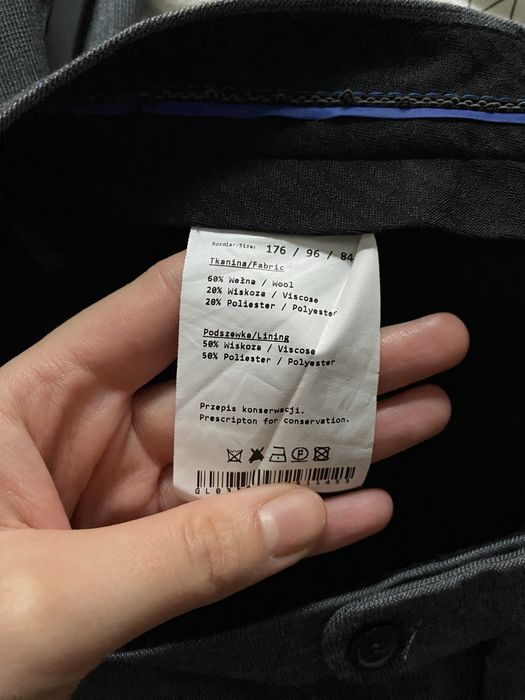 Rozmiar/Size: 176 / 96 / 84
Tkanina/Fabric
60% Wełna / Wool
20% Wiskoza / Viscose
20% Poliester / Polyester
Podszewka/Lining
50% Wiskoza / Viscose
50% Poliester / Polyester
Przepis konserwacji.
Prescripton for conservation.
P